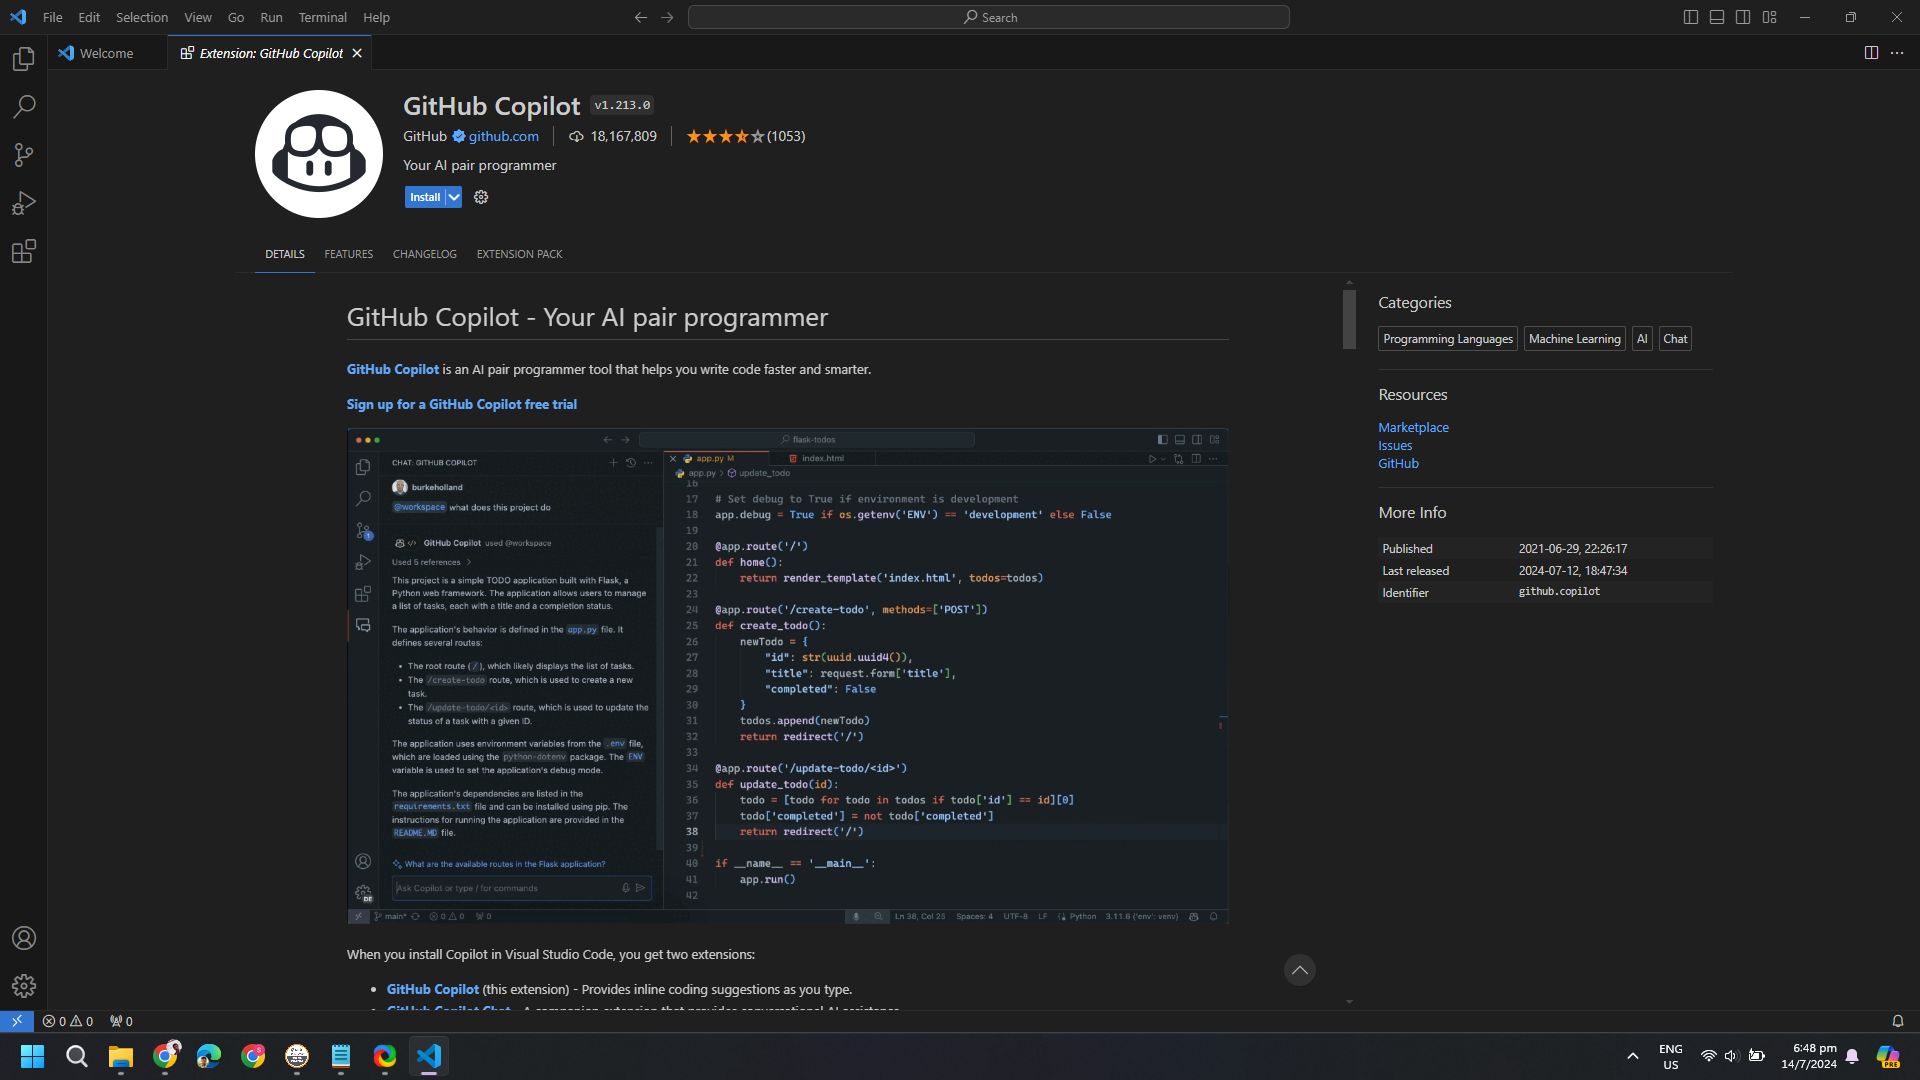 File Edit Selection View Go Run Terminal Help
Search
Welcome
Extension: GitHub Copilot
GitHub Copilot v1.213.0
GitHub github.com 18,167,809 (1053)
Your AI pair programmer
Install
DETAILS FEATURES CHANGELOG EXTENSION PACK
GitHub Copilot - Your AI pair programmer
GitHub Copilot is an AI pair programmer tool that helps you write code faster and smarter.
Sign up for a GitHub Copilot free trial
flask-todos
CHAT: GITHUB COPILOT
burkeholland
@workspace what does this project do
GitHub Copilot used @workspace
Used 5 references
This project is a simple TODO application built with Flask, a
Python web framework. The application allows users to manage
a list of tasks, each with a title and a completion status.
The application's behavior is defined in the app.py file. It
defines several routes:
• The root route (/), which likely displays the list of tasks.
• The /create-todo route, which is used to create a new
task.
• The /update-todo/<id> route, which is used to update the
status of a task with a given ID.
The application uses environment variables from the .env file,
which are loaded using the python-dotenv package. The ENV
variable is used to set the application's debug mode.
The application's dependencies are listed in the
requirements.txt file and can be installed using pip. The
instructions for running the application are provided in the
README.MD file.
What are the available routes in the Flask application?
Ask Copilot or type / for commands
DE
app.py M
index.html
app.py > update_todo
16
17 # Set debug to True if environment is development
18 app.debug = True if os.getenv('ENV') == 'development' else False
19
20 @app.route('/')
21 def home():
22 return render_template('index.html', todos=todos)
23
24 @app.route('/create-todo', methods=['POST'])
25 def create_todo():
26 newTodo = {
27 "id": str(uuid.uuid4()),
28 "title": request.form['title'],
29 "completed": False
30 }
31 todos.append(newTodo)
32 return redirect('/')
33
34 @app.route('/update-todo/<id>')
35 def update_todo(id):
36 todo = [todo for todo in todos if todo['id'] == id][0]
37 todo['completed'] = not todo['completed']
38 return redirect('/')
39
40 if __name__ == '__main__':
41 app.run()
42
main* 0 0 0 Ln 38, Col 25 Spaces: 4 UTF-8 LF Python 3.11.6 ('env': venv)
When you install Copilot in Visual Studio Code, you get two extensions:
• GitHub Copilot (this extension) - Provides inline coding suggestions as you type.
• GitHub Copilot Chat - A companion extension that provides conversational AI assistance
Categories
Programming Languages
Machine Learning
AI
Chat
Resources
Marketplace
Issues
GitHub
More Info
Published 2021-06-29, 22:26:17
Last released 2024-07-12, 18:47:34
Identifier github.copilot
0 0 0
ENG
US
6:48 pm
14/7/2024
PRE